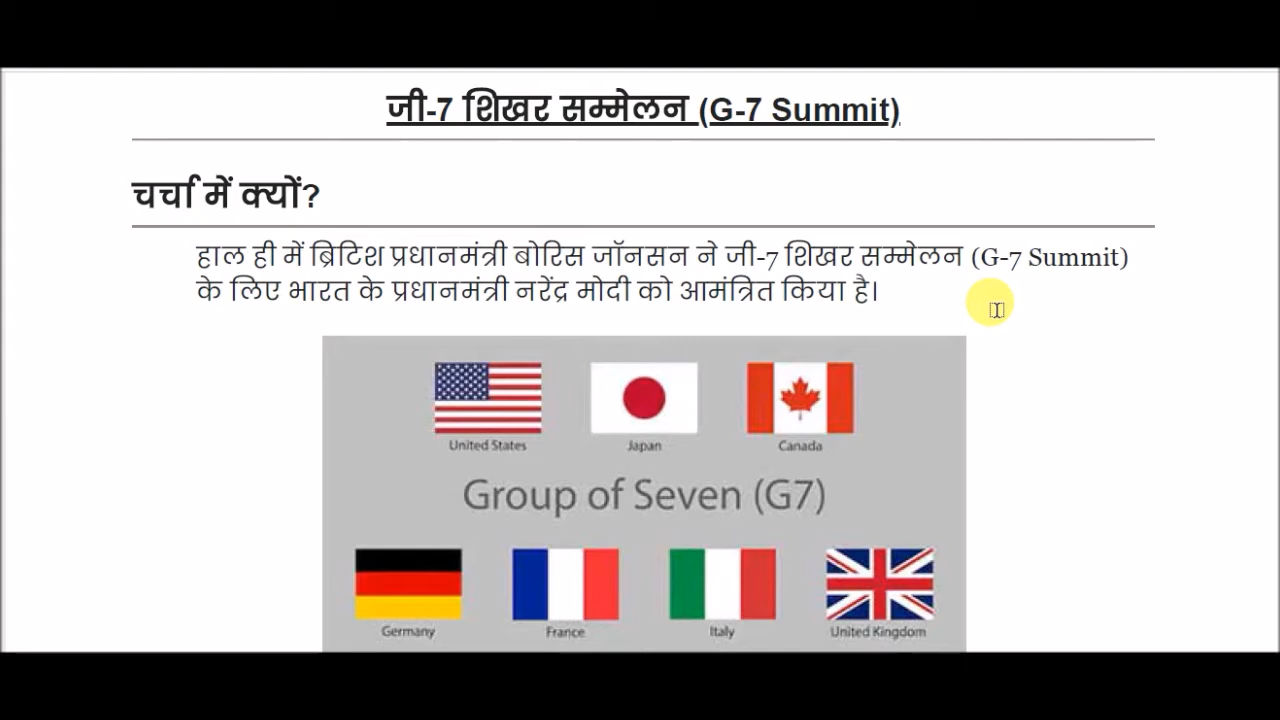 जी-7 शिखर सम्मेलन (G-7 Summit)
चर्चा में क्यों?
हाल ही में ब्रिटिश प्रधानमंत्री बोरिस जॉनसन ने जी-7 शिखर सम्मेलन (G-7 Summit)
के लिए भारत के प्रधानमंत्री नरेंद्र मोदी को आमंत्रित किया है।
United States
Japan
Canada
Group of Seven (G7)
Germany
France
Italy
United Kingdom